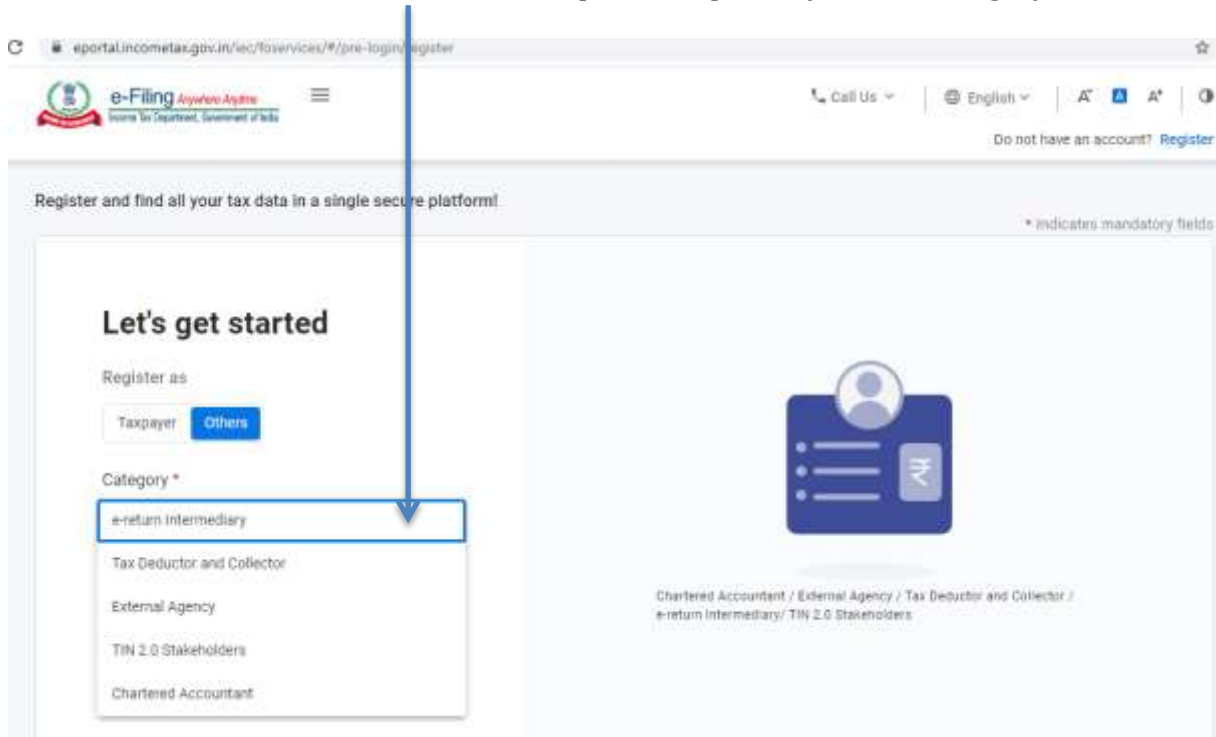 eportal.incometax.gov.in/iec/foservices/#/pre-login/register
e-Filing Anywhere Anytime
Income Tax Department, Government of India
Call Us
English
A-
A
A+
Do not have an account? Register
Register and find all your tax data in a single secure platform!
* Indicates mandatory fields
Let's get started
Register as
Taxpayer
Others
Category *
e-return Intermediary
Tax Deductor and Collector
External Agency
TIN 2.0 Stakeholders
Chartered Accountant
₹
Chartered Accountant / External Agency / Tax Deductor and Collector /
e-return Intermediary/ TIN 2.0 Stakeholders